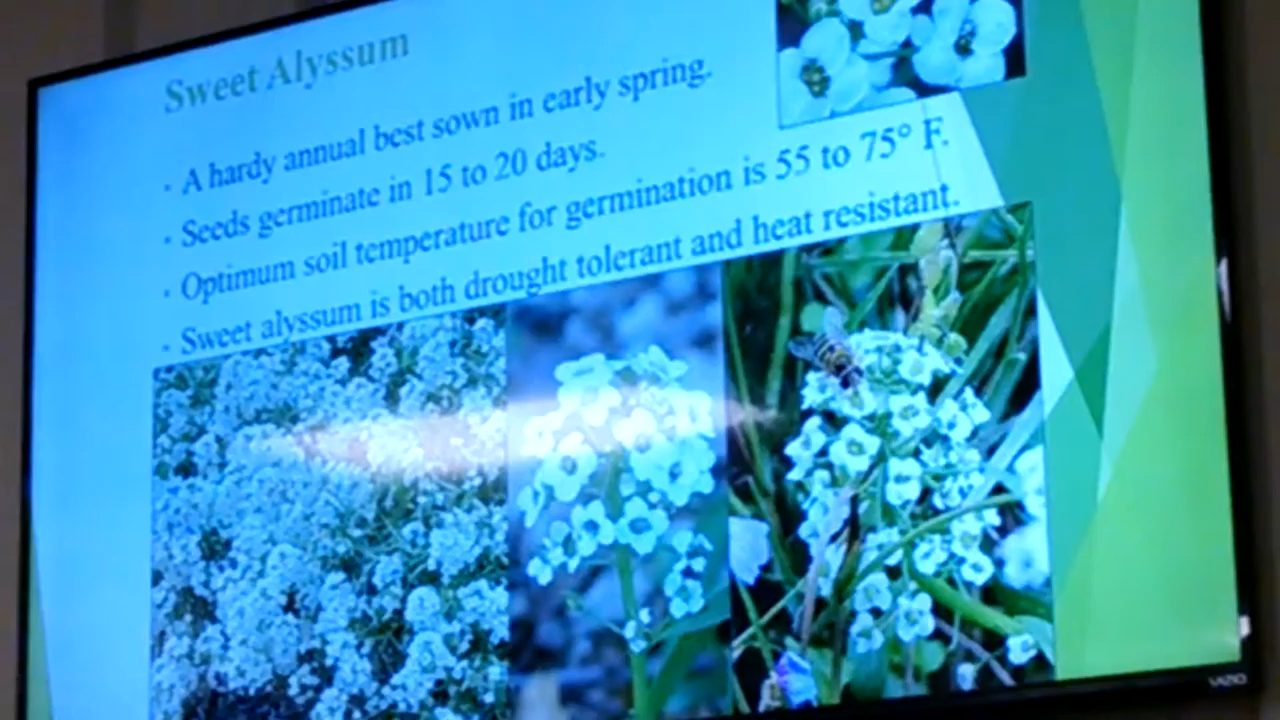 Sweet Alyssum
· A hardy annual best sown in early spring.
· Seeds germinate in 15 to 20 days.
· Optimum soil temperature for germination is 55 to 75° F.
· Sweet alyssum is both drought tolerant and heat resistant.
VIZIO